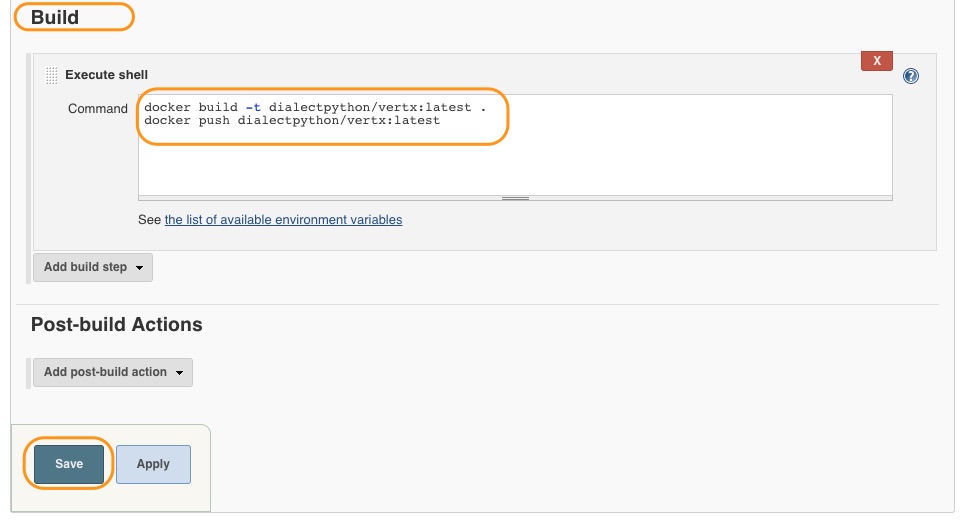 Build
X
Execute shell
?
Command
docker build -t dialectpython/vertx:latest .
docker push dialectpython/vertx:latest
See the list of available environment variables
Add build step
Post-build Actions
Add post-build action
Save Apply